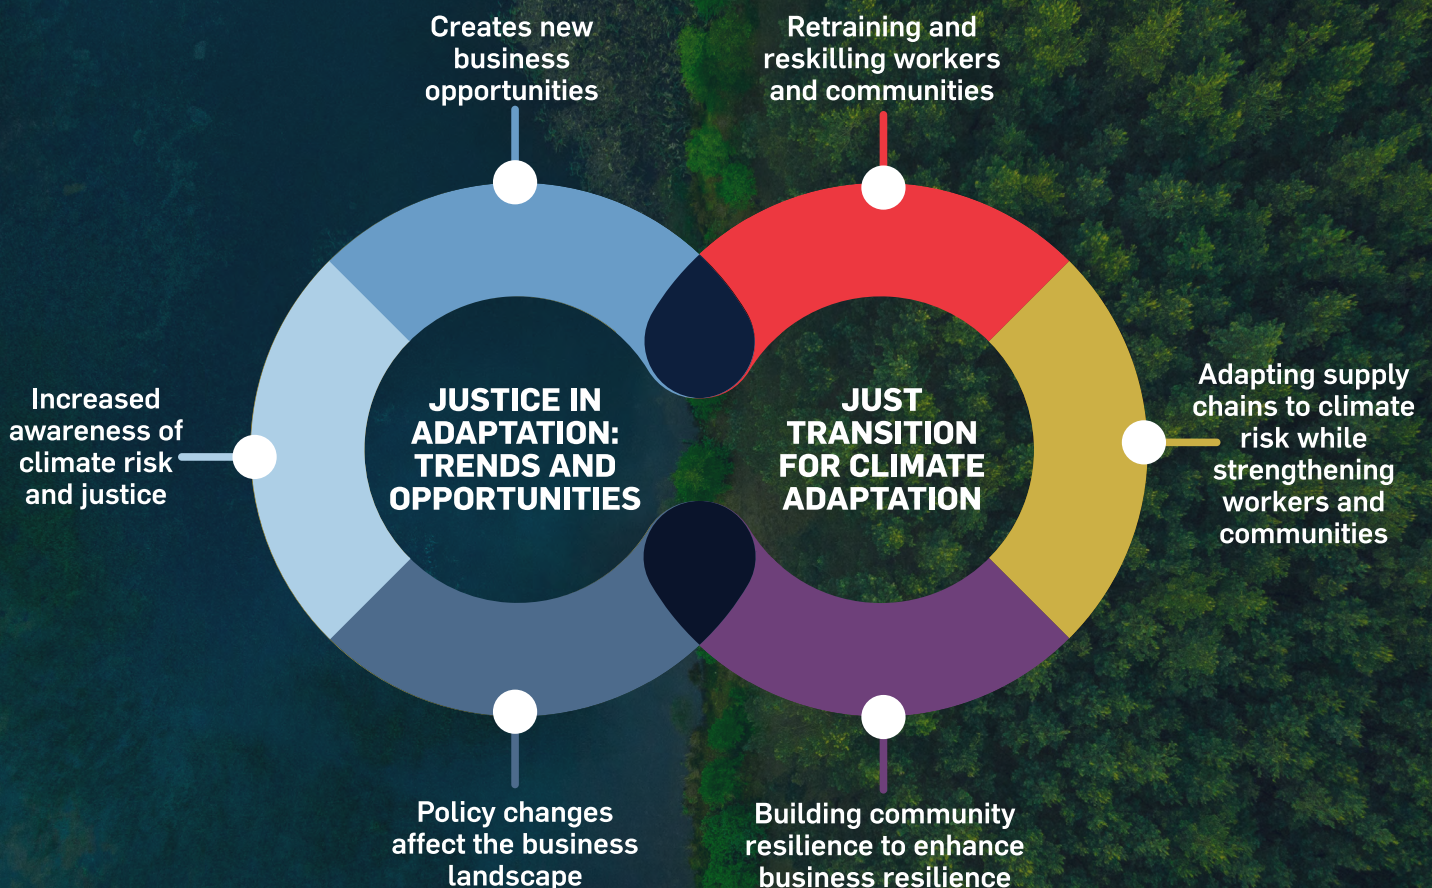 Creates new
business
opportunities
Retraining and
reskilling workers
and communities
Increased
awareness of
climate risk
and justice
JUSTICE IN
ADAPTATION:
TRENDS AND
OPPORTUNITIES
JUST
TRANSITION
FOR CLIMATE
ADAPTATION
Adapting supply
chains to climate
risk while
strengthening
workers and
communities
Policy changes
affect the business
landscape
Building community
resilience to enhance
business resilience